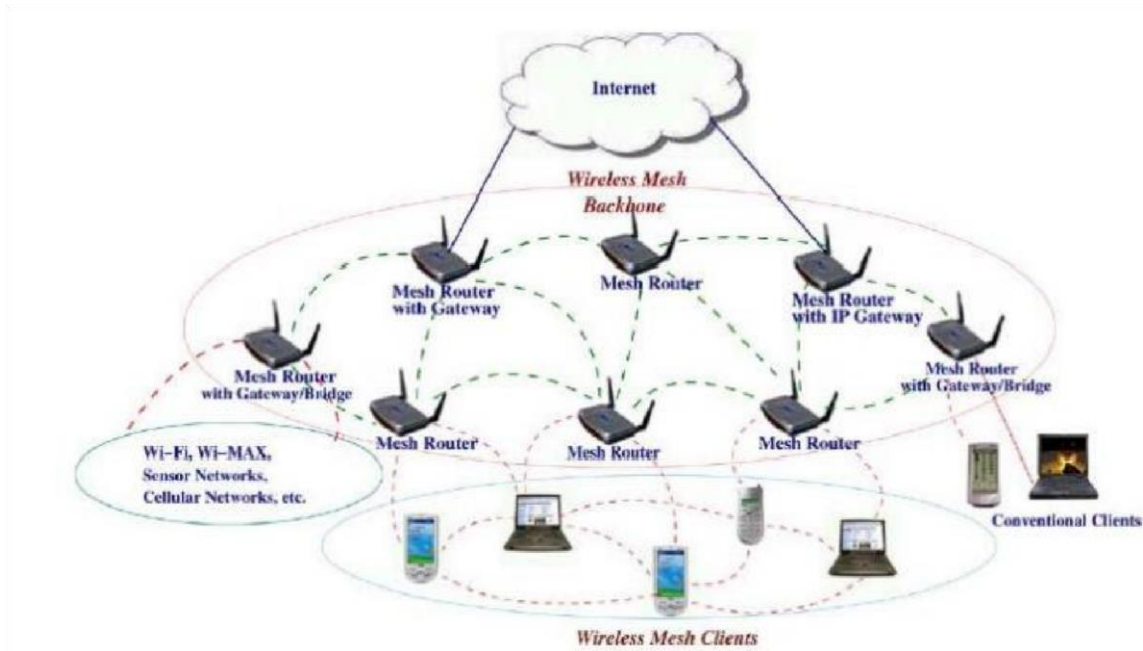 Internet
Wireless Mesh
Backbone
Mesh Router
with Gateway
Mesh Router
Mesh Router
with IP Gateway
Mesh Router
with Gateway/Bridge
Mesh Router
with Gateway/Bridge
Mesh Router
Mesh Router
Mesh Router
Wi-Fi, Wi-MAX,
Sensor Networks,
Cellular Networks, etc.
Conventional Clients
Wireless Mesh Clients